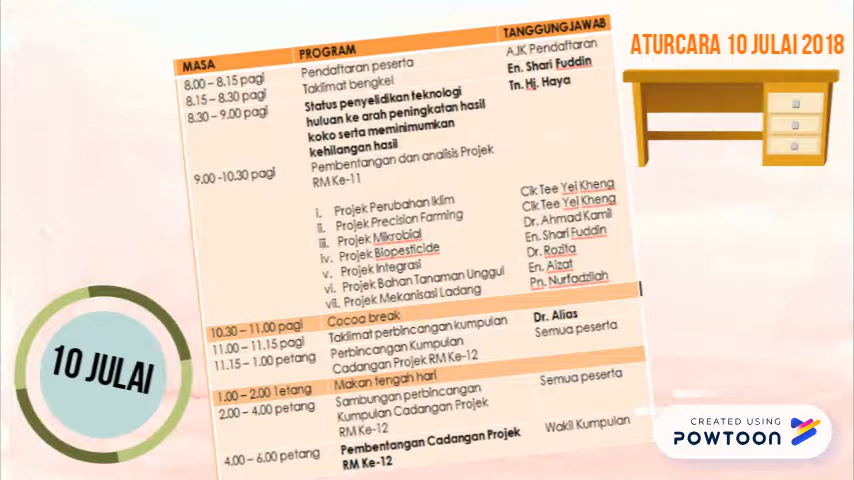 ATURCARA 10 JULAI 2018
MASA PROGRAM TANGGUNGJAWAB
8.00 – 8.15 pagi Pendaftaran peserta AJK Pendaftaran
8.15 – 8.30 pagi Taklimat bengkel En. Shari Fuddin
8.30 – 9.00 pagi Status penyelidikan teknologi Tn. Hj. Haya
huluan ke arah peningkatan hasil
koko serta meminimumkan
kehilangan hasil
9.00 -10.30 pagi Pembentangan dan analisis Projek
RM Ke-11
i. Projek Perubahan Iklim Cik Tee Yei Kheng
ii. Projek Precision Farming Cik Tee Yei Kheng
iii. Projek Mikrobial Dr. Ahmad Kamil
iv. Projek Biopesticide En. Shari Fuddin
v. Projek Integrasi Dr. Rozita
vi. Projek Bahan Tanaman Unggul En. Aizat
vii. Projek Mekanisasi Ladang Pn. Nurfadzilah
10.30 – 11.00 pagi Cocoa break
11.00 – 11.15 pagi Taklimat perbincangan kumpulan Dr. Alias
11.15 – 1.00 petang Perbincangan Kumpulan Semua peserta
Cadangan Projek RM Ke-12
1.00 – 2.00 1etang Makan tengah hari
2.00 – 4.00 petang Sambungan perbincangan Semua peserta
Kumpulan Cadangan Projek
RM Ke-12
4.00 – 6.00 petang Pembentangan Cadangan Projek Wakil Kumpulan
RM Ke-12
10 JULAI
CREATED USING
POWTOON